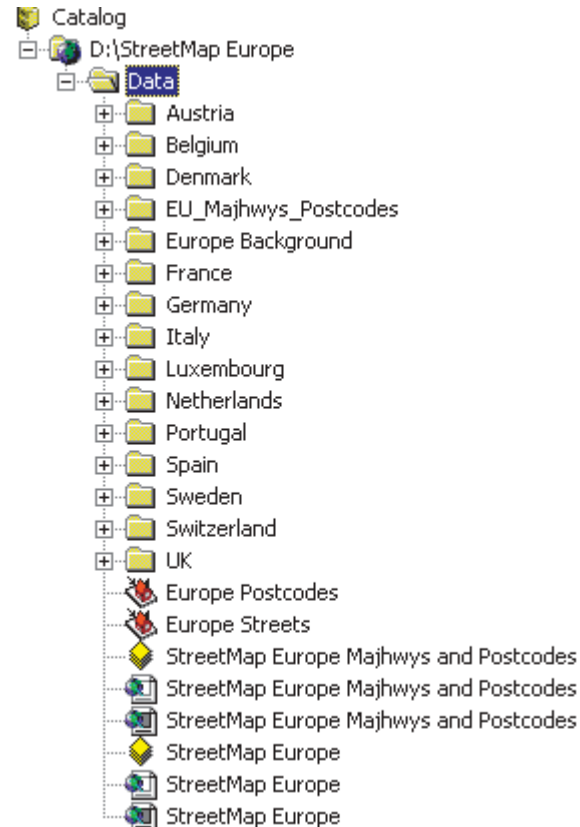 Catalog
D:\StreetMap Europe
Data
Austria
Belgium
Denmark
EU_Majhwys_Postcodes
Europe Background
France
Germany
Italy
Luxembourg
Netherlands
Portugal
Spain
Sweden
Switzerland
UK
Europe Postcodes
Europe Streets
StreetMap Europe Majhwys and Postcodes
StreetMap Europe Majhwys and Postcodes
StreetMap Europe Majhwys and Postcodes
StreetMap Europe
StreetMap Europe
StreetMap Europe